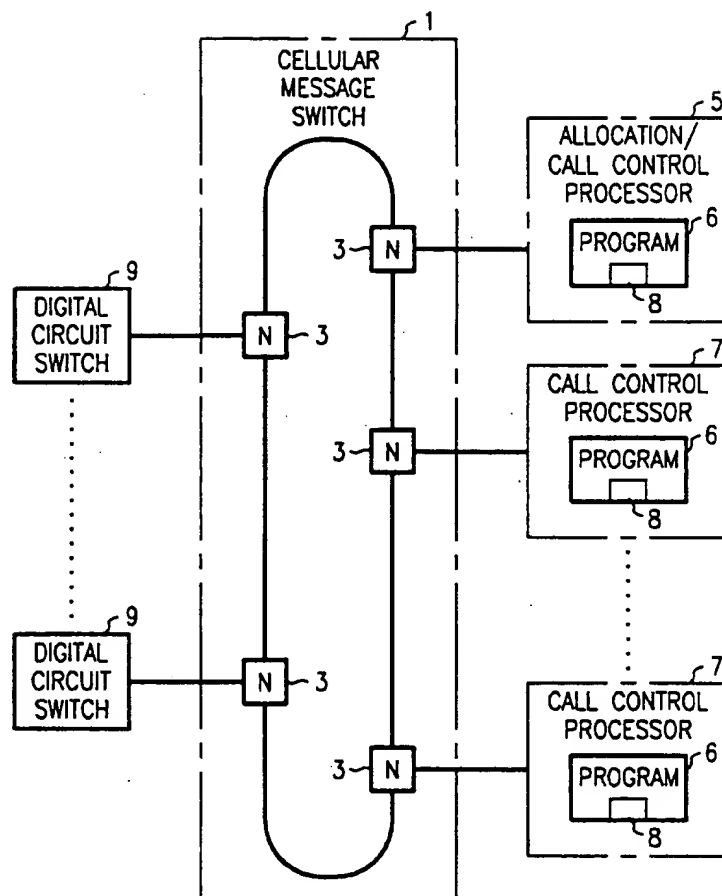 1
CELLULAR
MESSAGE
SWITCH
5
ALLOCATION/
CALL CONTROL
PROCESSOR
6
PROGRAM
8
3
N
9
DIGITAL
CIRCUIT
SWITCH
N
3
7
CALL CONTROL
PROCESSOR
6
PROGRAM
8
3
N
9
DIGITAL
CIRCUIT
SWITCH
N
3
7
CALL CONTROL
PROCESSOR
6
PROGRAM
8
3
N